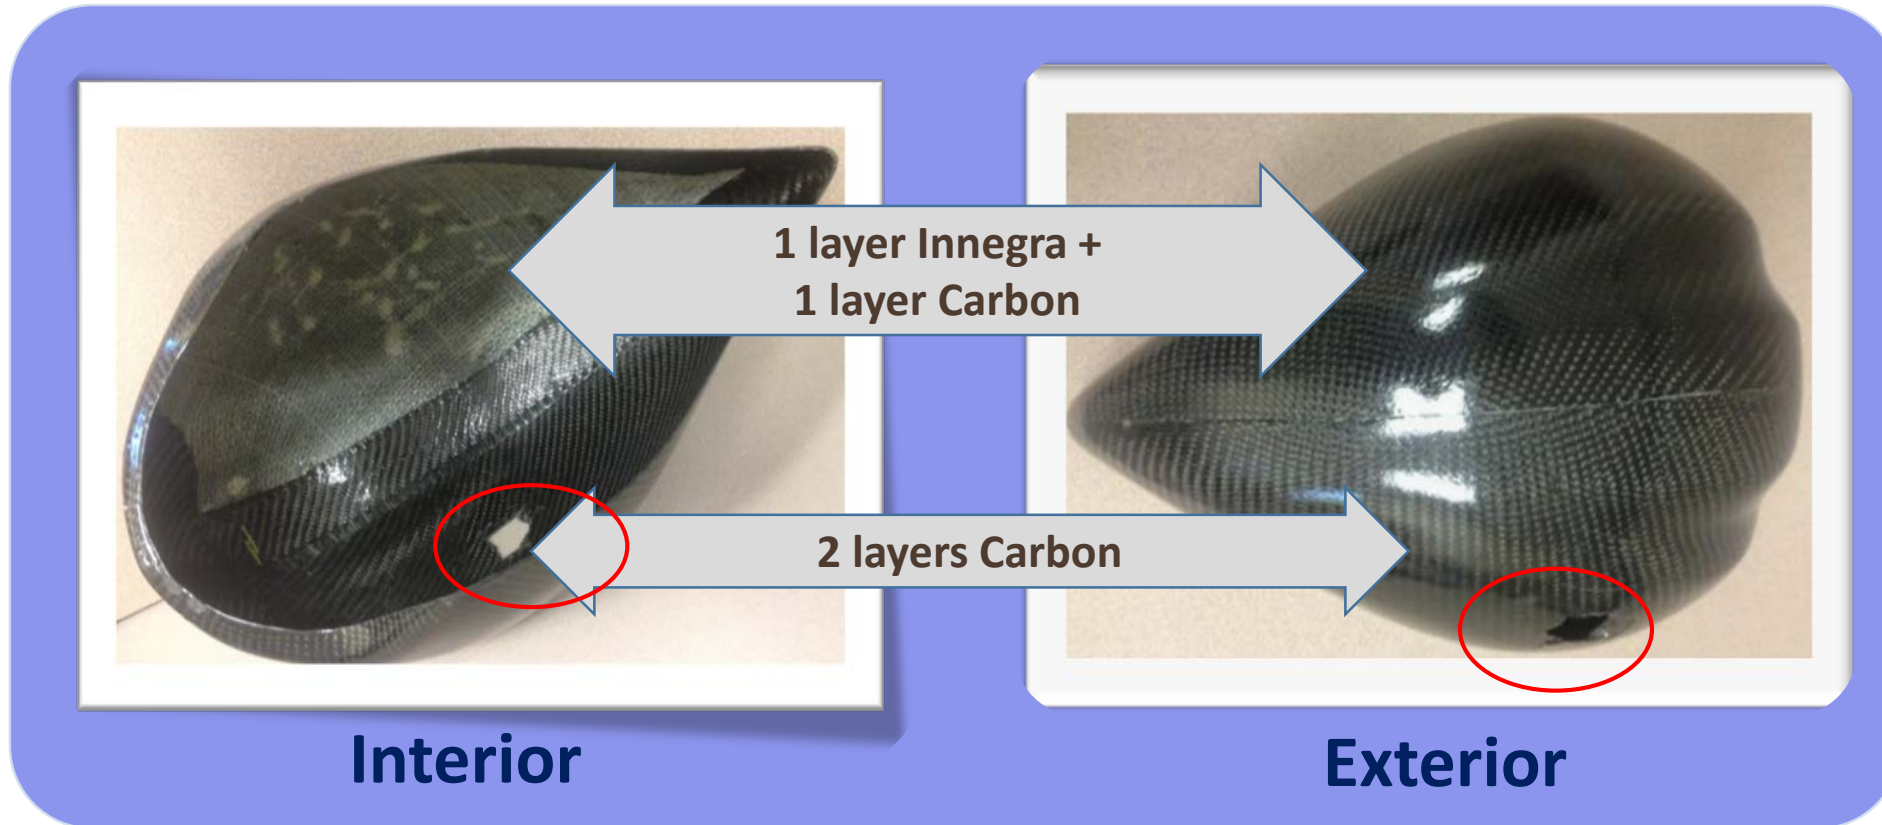 1 layer Innegra +
1 layer Carbon
2 layers Carbon
Interior
Exterior